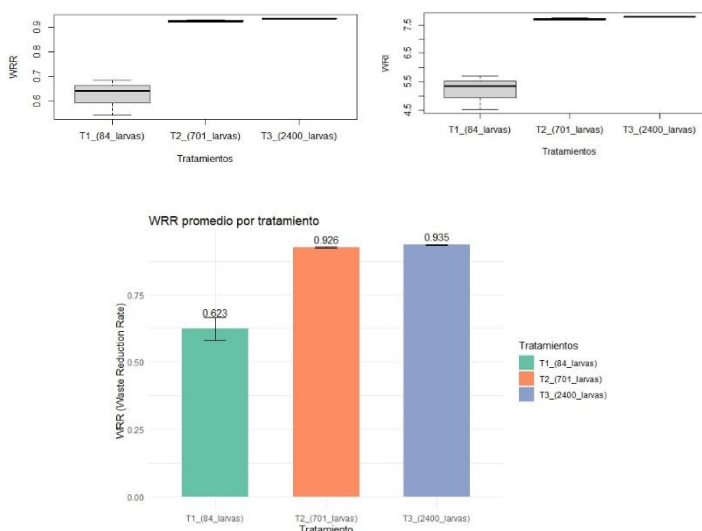 WRR
0.9
0.8
0.7
0.6
T1_(84_larvas) T2_(701_larvas) T3_(2400_larvas)
Tratamientos
WRI
7.5
6.5
5.5
4.5
T1_(84_larvas) T2_(701_larvas) T3_(2400_larvas)
Tratamientos
WRR promedio por tratamiento
0.926
0.935
0.623
WRR (Waste Reduction Rate)
0.75
0.50
0.25
0.00
T1_(84_larvas) T2_(701_larvas) T3_(2400_larvas)
Tratamiento
Tratamientos
T1_(84_larvas)
T2_(701_larvas)
T3_(2400_larvas)